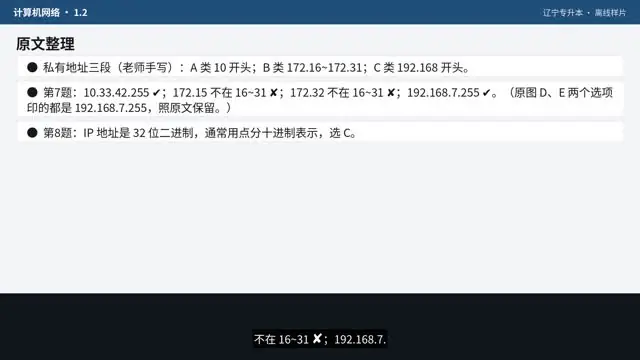 计算机网络 · 1.2
辽宁专升本 · 离线样片
原文整理
● 私有地址三段（老师手写）：A 类 10 开头；B 类 172.16~172.31；C 类 192.168 开头。
● 第7题：10.33.42.255 ✔；172.15 不在 16~31 ✘；172.32 不在 16~31 ✘；192.168.7.255 ✔。（原图 D、E 两个选项
印的都是 192.168.7.255，照原文保留。）
● 第8题：IP 地址是 32 位二进制，通常用点分十进制表示，选 C。
不在 16~31 ✘；192.168.7.